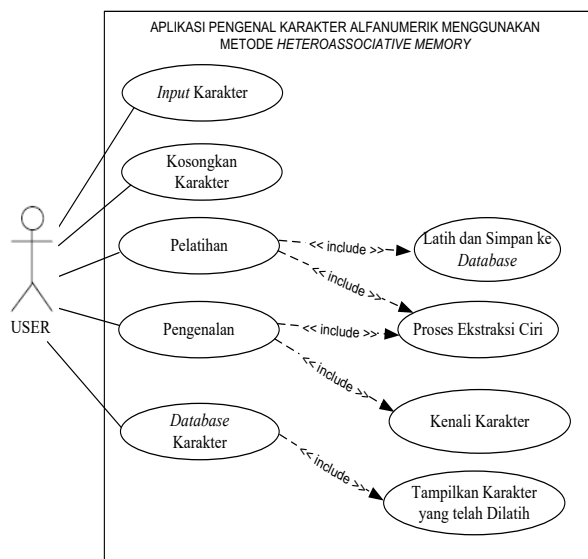 APLIKASI PENGENAL KARAKTER ALFANUMERIK MENGGUNAKAN
METODE HETEROASSOCIATIVE MEMORY
Input Karakter
Kosongkan
Karakter
Pelatihan
<< include >>
Latih dan Simpan ke
Database
<< include >>
USER
Pengenalan
<< include >>
Proses Ekstraksi Ciri
<< include >>
Kenali Karakter
Database
Karakter
<< include >>
Tampilkan Karakter
yang telah Dilatih